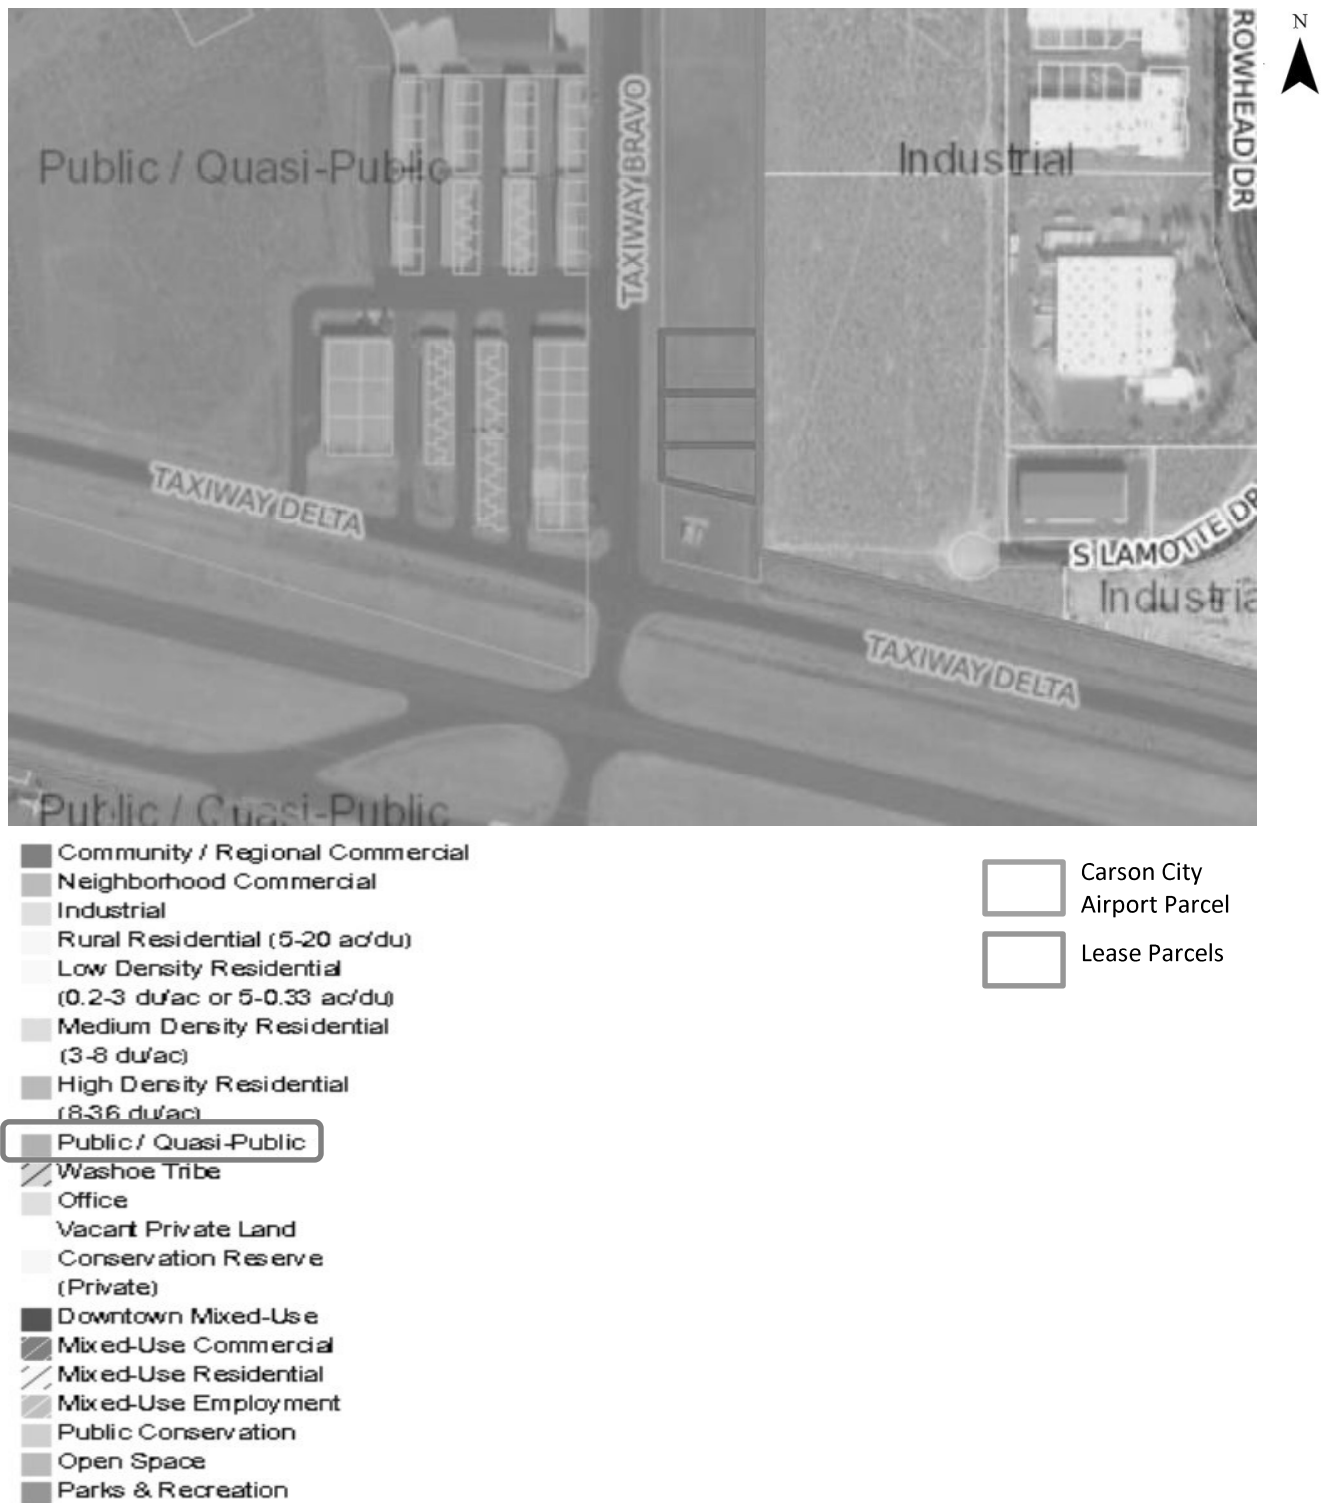 N
ROWHEAD DR
TAXIWAY BRAVO
Public / Quasi-Public
Industrial
TAXIWAY DELTA
S LAMOTTE DR
Industria
TAXIWAY DELTA
Public / Quasi-Public
Community / Regional Commercial
Neighborhood Commercial
Industrial
Rural Residential (5-20 ac/du)
Low Density Residential
(0.2-3 du/ac or 5-0.33 ac/du)
Medium Density Residential
(3-8 du/ac)
High Density Residential
(8-36 du/ac)
Public / Quasi-Public
Washoe Tribe
Office
Vacant Private Land
Conservation Reserve
(Private)
Downtown Mixed-Use
Mixed-Use Commercial
Mixed-Use Residential
Mixed-Use Employment
Public Conservation
Open Space
Parks & Recreation
Carson City
Airport Parcel
Lease Parcels